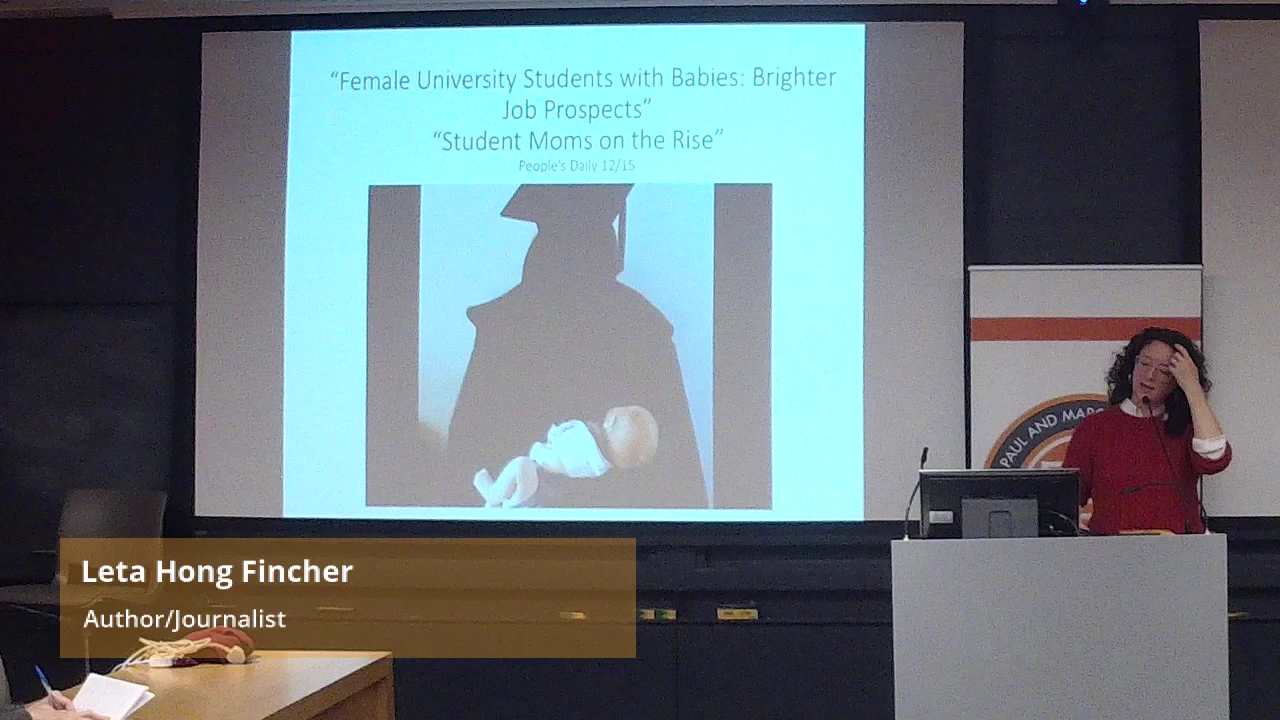 “Female University Students with Babies: Brighter
Job Prospects”
“Student Moms on the Rise”
People's Daily 12/15
PAUL AND MARC
Leta Hong Fincher
Author/Journalist